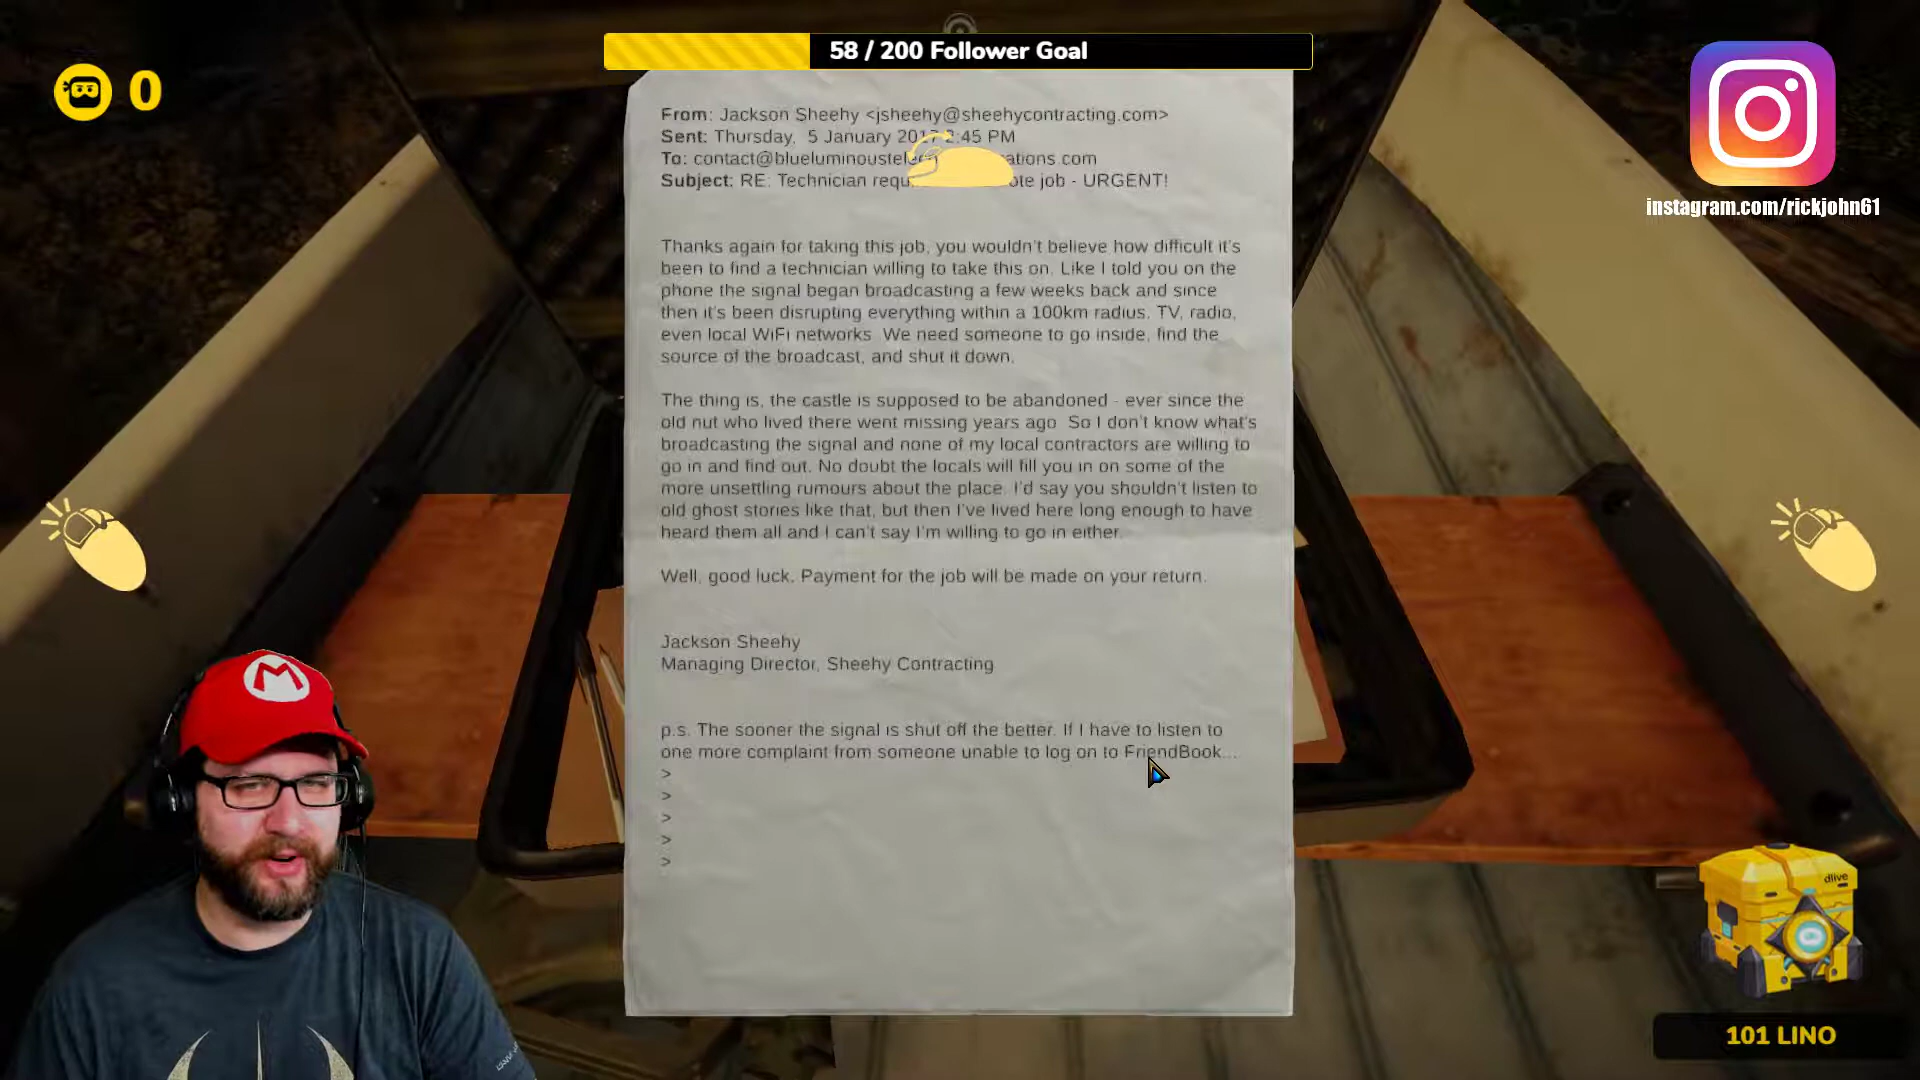 58 / 200 Follower Goal
0
instagram.com/rickjohn61
From: Jackson Sheehy <jsheehy@sheehycontracting.com>
Sent: Thursday, 5 January 2:45 PM
To:
Subject: RE: Technician job - URGENT!
Thanks again for taking this job, you wouldn't believe how difficult it's
been to find a technician willing to take this on. Like I told you on the
phone the signal began broadcasting a few weeks back and since
then it's been disrupting everything within a 100km radius. TV, radio,
even local WiFi networks. We need someone to go inside, find the
source of the broadcast, and shut it down.
The thing is, the castle is supposed to be abandoned - ever since the
old nut who lived there went missing years ago. So I don't know what's
broadcasting the signal and none of my local contractors are willing to
go in and find out. No doubt the locals will fill you in on some of the
more unsettling rumours about the place. I'd say you shouldn't listen to
old ghost stories like that, but then I've lived here long enough to have
heard them all and I can't say I'm willing to go in either.
Well, good luck. Payment for the job will be made on your return.
Jackson Sheehy
Managing Director, Sheehy Contracting
p.s. The sooner the signal is shut off the better. If I have to listen to
one more complaint from someone unable to log on to FriendBook...
>
>
>
>
>
M
dlive
101 LINO